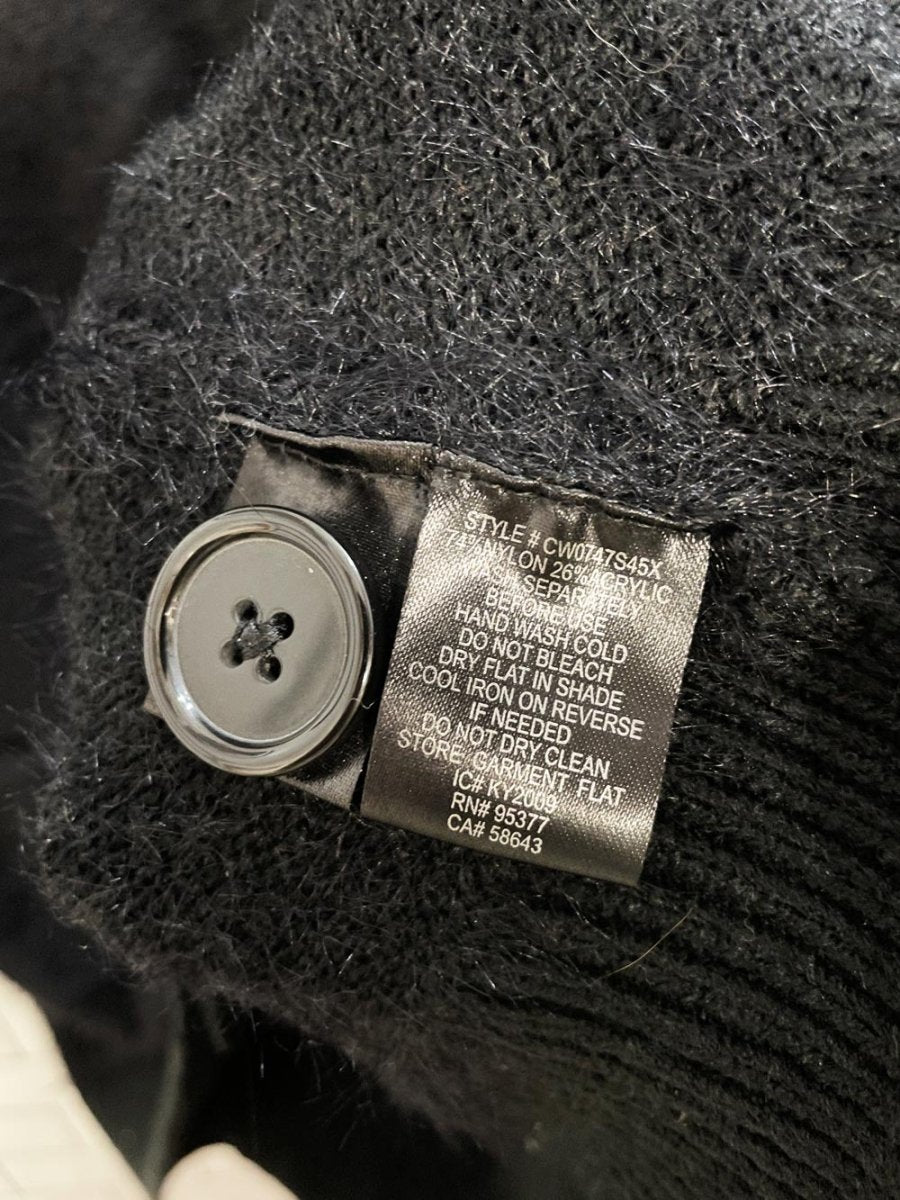 STYLE # CW0747S45X
74% NYLON 26% ACRYLIC
WASH SEPARATELY
BEFORE USE
HAND WASH COLD
DO NOT BLEACH
DRY FLAT IN SHADE
COOL IRON ON REVERSE
IF NEEDED
DO NOT DRY CLEAN
STORE GARMENT FLAT
IC# KY2009
RN# 95377
CA# 58643